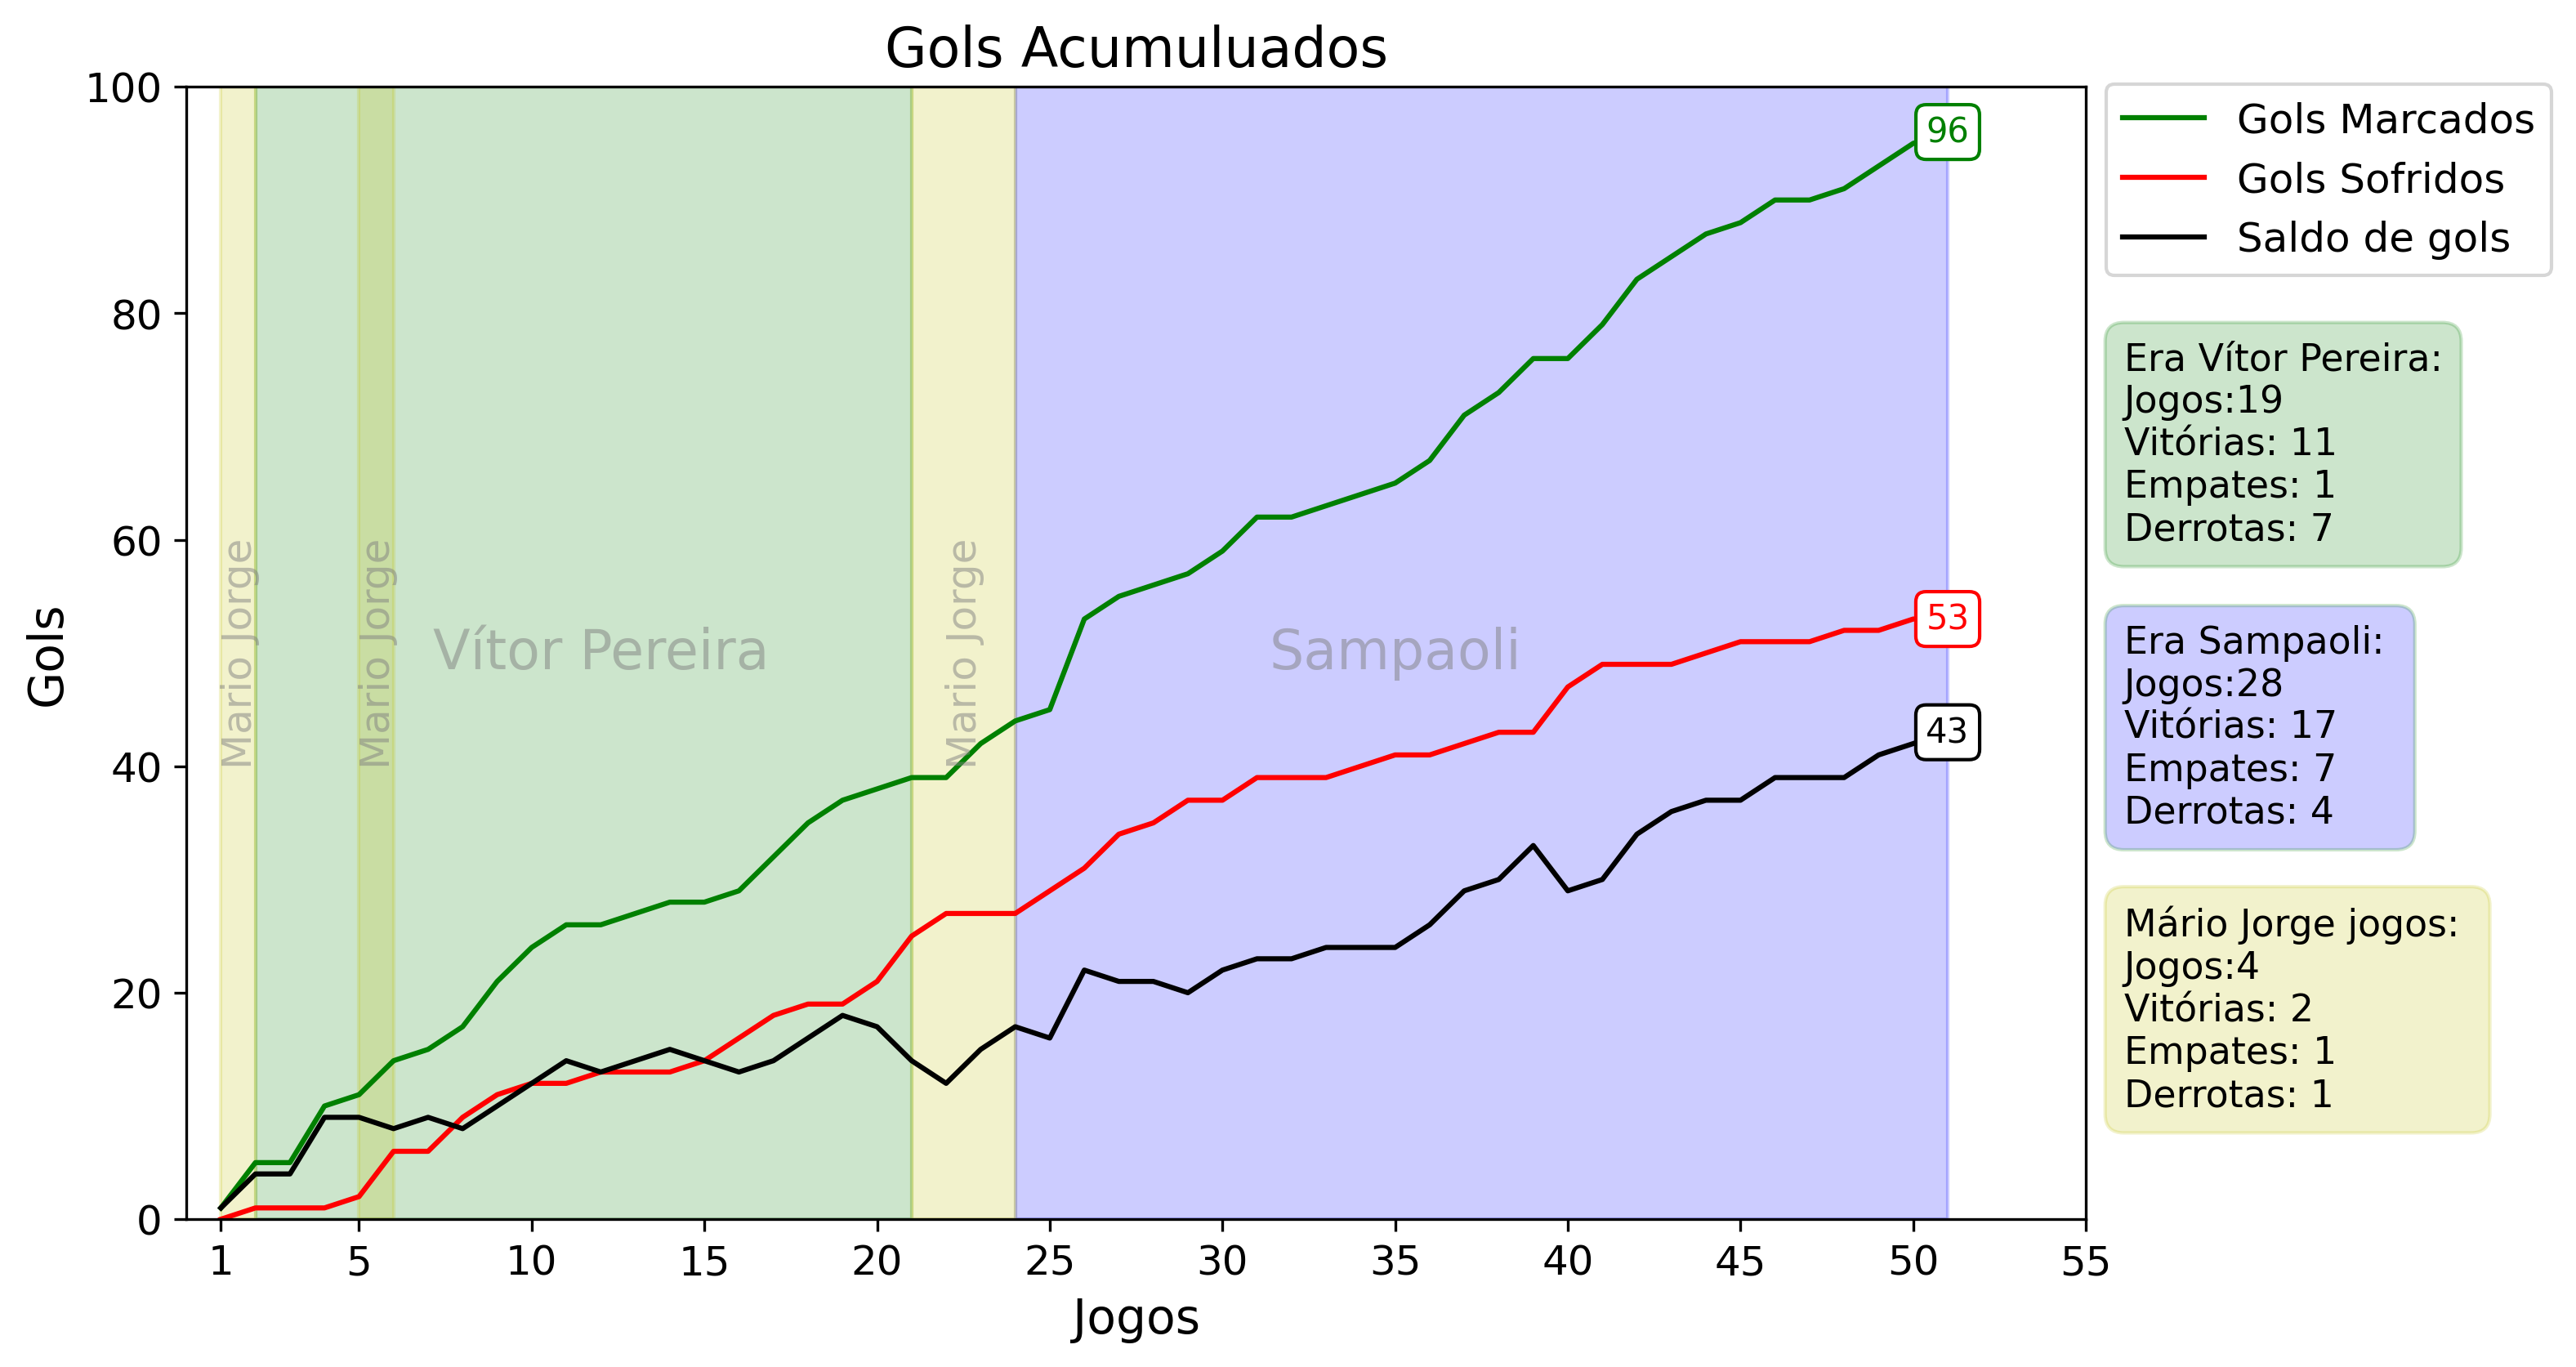 Gols Acumuluados
100
80
60
40
20
0
Gols
Mario Jorge
Mario Jorge
Vítor Pereira
Mario Jorge
Sampaoli
96
53
43
1 5 10 15 20 25 30 35 40 45 50 55
Jogos
Gols Marcados
Gols Sofridos
Saldo de gols
Era Vítor Pereira:
Jogos:19
Vitórias: 11
Empates: 1
Derrotas: 7
Era Sampaoli:
Jogos:28
Vitórias: 17
Empates: 7
Derrotas: 4
Mário Jorge jogos:
Jogos:4
Vitórias: 2
Empates: 1
Derrotas: 1